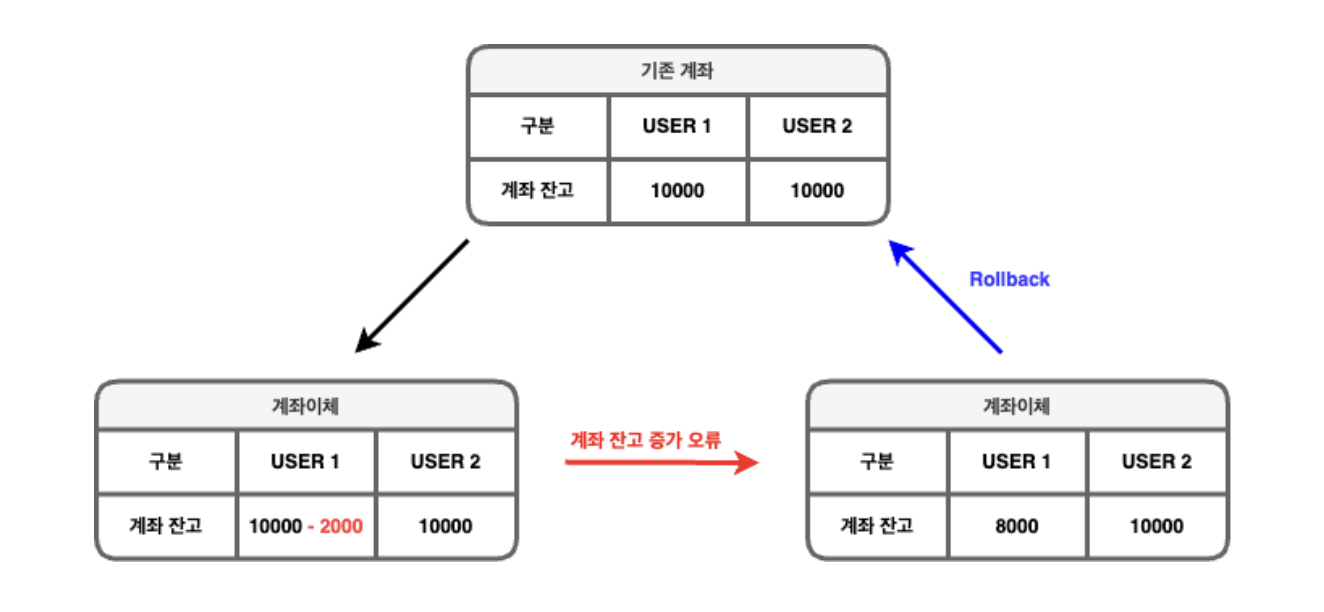 기존 계좌
구분 USER 1 USER 2
계좌 잔고 10000 10000
Rollback
계좌이체
구분 USER 1 USER 2
계좌 잔고 10000 - 2000 10000
계좌 잔고 증가 오류
계좌이체
구분 USER 1 USER 2
계좌 잔고 8000 10000